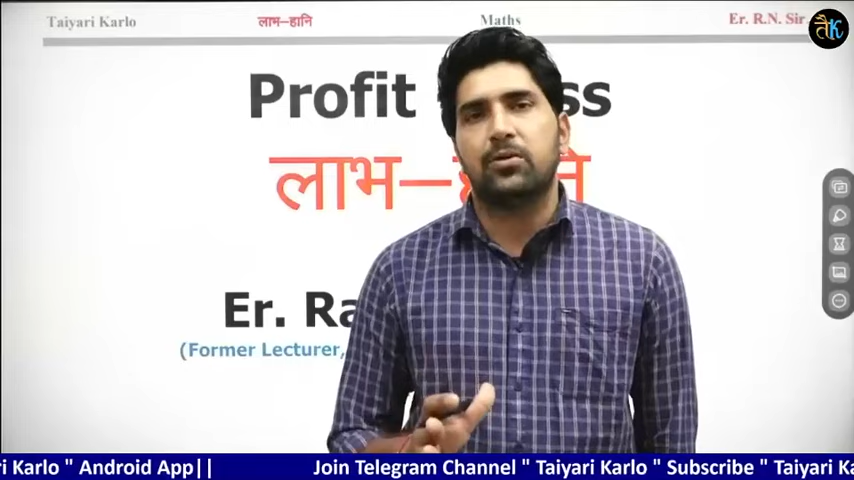 Taiyari Karlo लाभ-हानि Maths Er. R.N. Sir
Profit ss
लाभ–ह नि
Er. Ra
(Former Lecturer,
ri Karlo " Android App|| Join Telegram Channel " Taiyari Karlo " Subscribe " Taiyari Ka